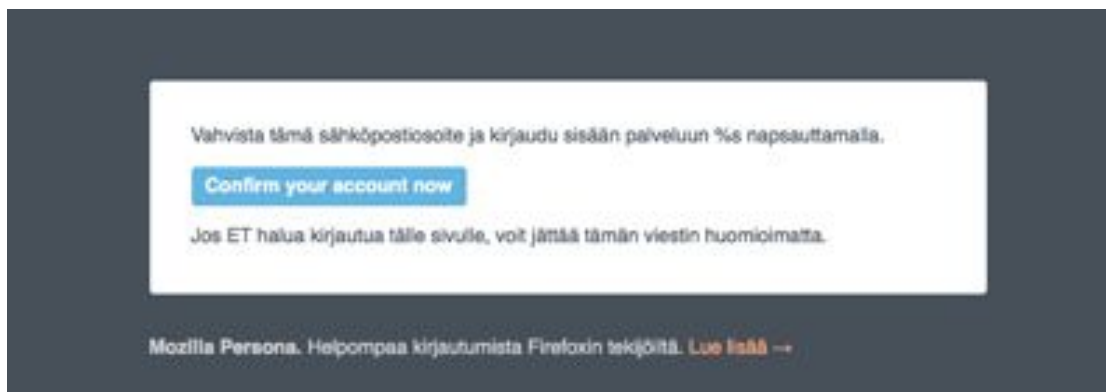 Vahvista tämä sähköpostiosoite ja kirjaudu sisään palveluun %s napsauttamalla.
Confirm your account now
Jos ET halua kirjautua tälle sivulle, voit jättää tämän viestin huomioimatta.
Mozilla Persona. Helpompaa kirjautumista Firefoxin tekijöiltä. Lue lisää →